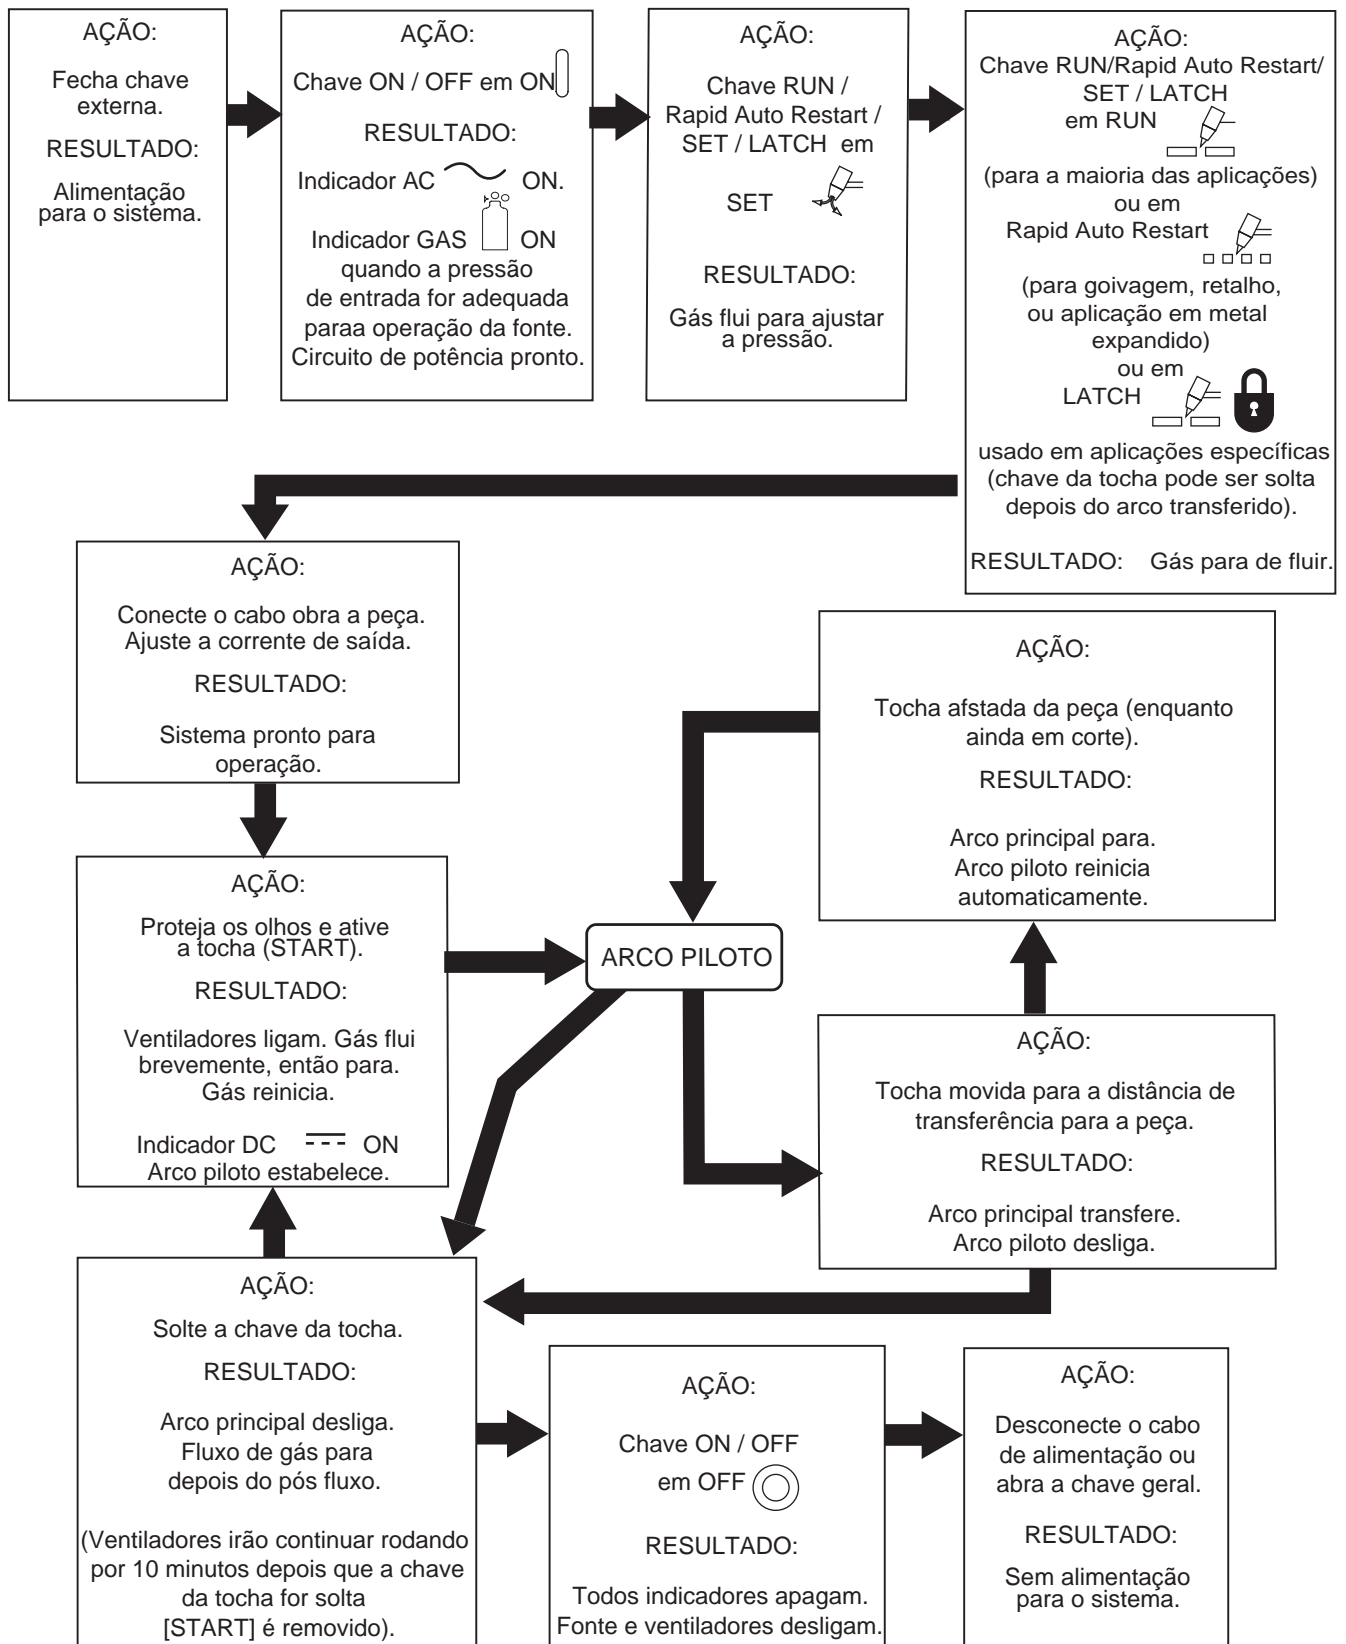 AÇÃO:
Fecha chave
externa.
RESULTADO:
Alimentação
para o sistema.
AÇÃO:
Chave ON / OFF em ON
RESULTADO:
Indicador AC ON.
Indicador GAS ON
quando a pressão
de entrada for adequada
paraa operação da fonte.
Circuito de potência pronto.
AÇÃO:
Chave RUN /
Rapid Auto Restart /
SET / LATCH em
SET
RESULTADO:
Gás flui para ajustar
a pressão.
AÇÃO:
Chave RUN/Rapid Auto Restart/
SET / LATCH
em RUN
(para a maioria das aplicações)
ou em
Rapid Auto Restart
(para goivagem, retalho,
ou aplicação em metal
expandido)
ou em
LATCH
usado em aplicações específicas
(chave da tocha pode ser solta
depois do arco transferido).
RESULTADO: Gás para de fluir.
AÇÃO:
Conecte o cabo obra a peça.
Ajuste a corrente de saída.
RESULTADO:
Sistema pronto para
operação.
AÇÃO:
Proteja os olhos e ative
a tocha (START).
RESULTADO:
Ventiladores ligam. Gás flui
brevemente, então para.
Gás reinicia.
Indicador DC ON
Arco piloto estabelece.
ARCO PILOTO
AÇÃO:
Tocha afstada da peça (enquanto
ainda em corte).
RESULTADO:
Arco principal para.
Arco piloto reinicia
automaticamente.
AÇÃO:
Tocha movida para a distância de
transferência para a peça.
RESULTADO:
Arco principal transfere.
Arco piloto desliga.
AÇÃO:
Solte a chave da tocha.
RESULTADO:
Arco principal desliga.
Fluxo de gás para
depois do pós fluxo.
(Ventiladores irão continuar rodando
por 10 minutos depois que a chave
da tocha for solta
[START] é removido).
AÇÃO:
Chave ON / OFF
em OFF
RESULTADO:
Todos indicadores apagam.
Fonte e ventiladores desligam.
AÇÃO:
Desconecte o cabo
de alimentação ou
abra a chave geral.
RESULTADO:
Sem alimentação
para o sistema.